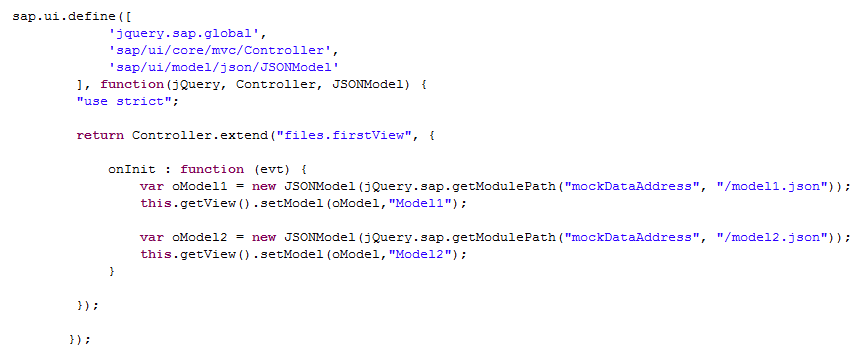 sap.ui.define([
'jquery.sap.global',
'sap/ui/core/mvc/Controller',
'sap/ui/model/json/JSONModel'
], function(jQuery, Controller, JSONModel) {
"use strict";
return Controller.extend("files.firstView", {
onInit : function (evt) {
var oModel1 = new JSONModel(jQuery.sap.getModulePath("mockDataAddress", "/model1.json"));
this.getView().setModel(oModel,"Model1");
var oModel2 = new JSONModel(jQuery.sap.getModulePath("mockDataAddress", "/model2.json"));
this.getView().setModel(oModel,"Model2");
}
});
});